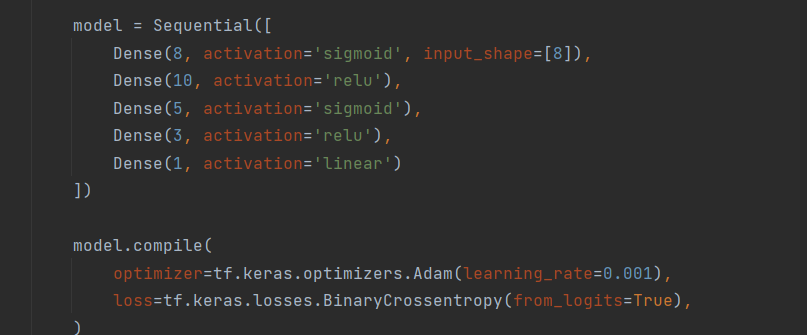 model = Sequential([
    Dense(8, activation='sigmoid', input_shape=[8]),
    Dense(10, activation='relu'),
    Dense(5, activation='sigmoid'),
    Dense(3, activation='relu'),
    Dense(1, activation='linear')
])

model.compile(
    optimizer=tf.keras.optimizers.Adam(learning_rate=0.001),
    loss=tf.keras.losses.BinaryCrossentropy(from_logits=True),
)